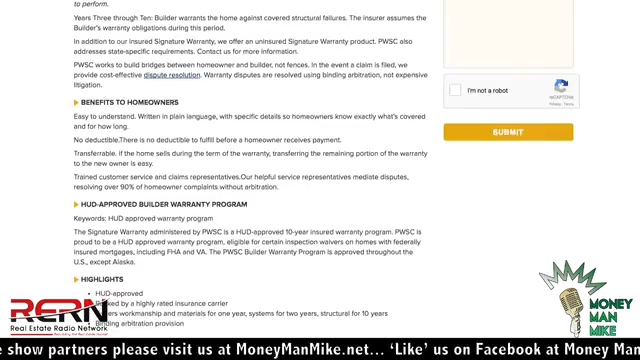 to perform.
Years Three through Ten: Builder warrants the home against covered structural failures. The insurer assumes the
Builder's warranty obligations during this period.
In addition to our insured Signature Warranty, we offer an uninsured Signature Warranty product. PWSC also
addresses state-specific requirements. Contact us for more information.
PWSC works to build bridges between homeowner and builder, not fences. In the event a claim is filed, we
provide cost-effective dispute resolution. Warranty disputes are resolved using binding arbitration, not expensive
litigation.
BENEFITS TO HOMEOWNERS
Easy to understand. Written in plain language, with specific details so homeowners know exactly what's covered
and for how long.
No deductible.There is no deductible to fulfill before a homeowner receives payment.
Transferrable. if the home sells during the term of the warranty, transferring the remaining portion of the warranty
to the new owner is easy.
Trained customer service and claims representatives.Our helpful service representatives mediate disputes,
resolving over 90% of homeowner complaints without arbitration.
HUD-APPROVED BUILDER WARRANTY PROGRAM
Keywords: HUD approved warranty program
The Signature Warranty administered by PWSC is a HUD-approved 10-year insured warranty program. PWSC is
proud to be a HUD approved warranty program, eligible for certain inspection waivers on homes with federally
insured mortgages, including FHA and VA. The PWSC Builder Warranty Program is approved throughout the
U.S., except Alaska.
HIGHLIGHTS
HUD-approved
by a highly rated insurance carrier
workmanship and materials for one year, systems for two years, structural for 10 years
Binding arbitration provision
I'm not a robot
reCAPTCHA
Privacy - Terms
SUBMIT
RERN
Real Estate Radio Network
MONEY
MAN
MIKE
e show partners please visit us at MoneyManMike.net... 'Like' us on Facebook at Money Man